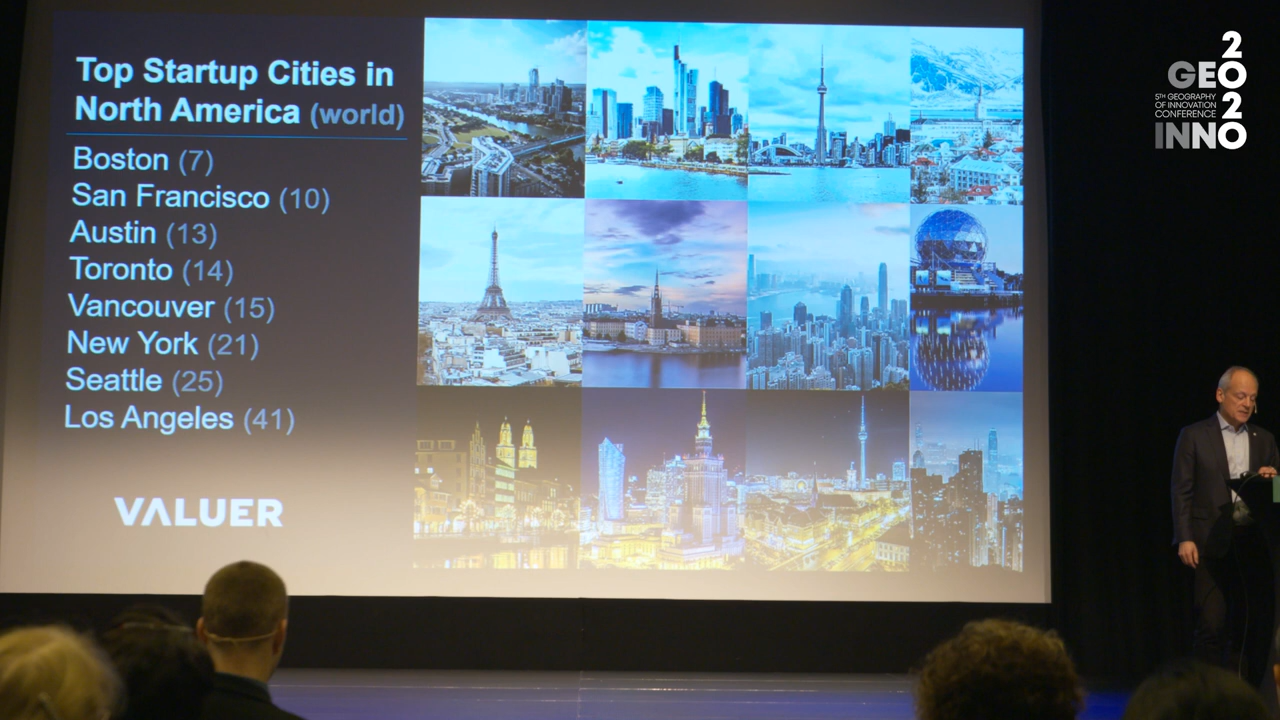 Top Startup Cities in
North America (world)
Boston (7)
San Francisco (10)
Austin (13)
Toronto (14)
Vancouver (15)
New York (21)
Seattle (25)
Los Angeles (41)
VALUER
2
GEO
5TH GEOGRAPHY
OF INNOVATION
CONFERENCE
2
INNO